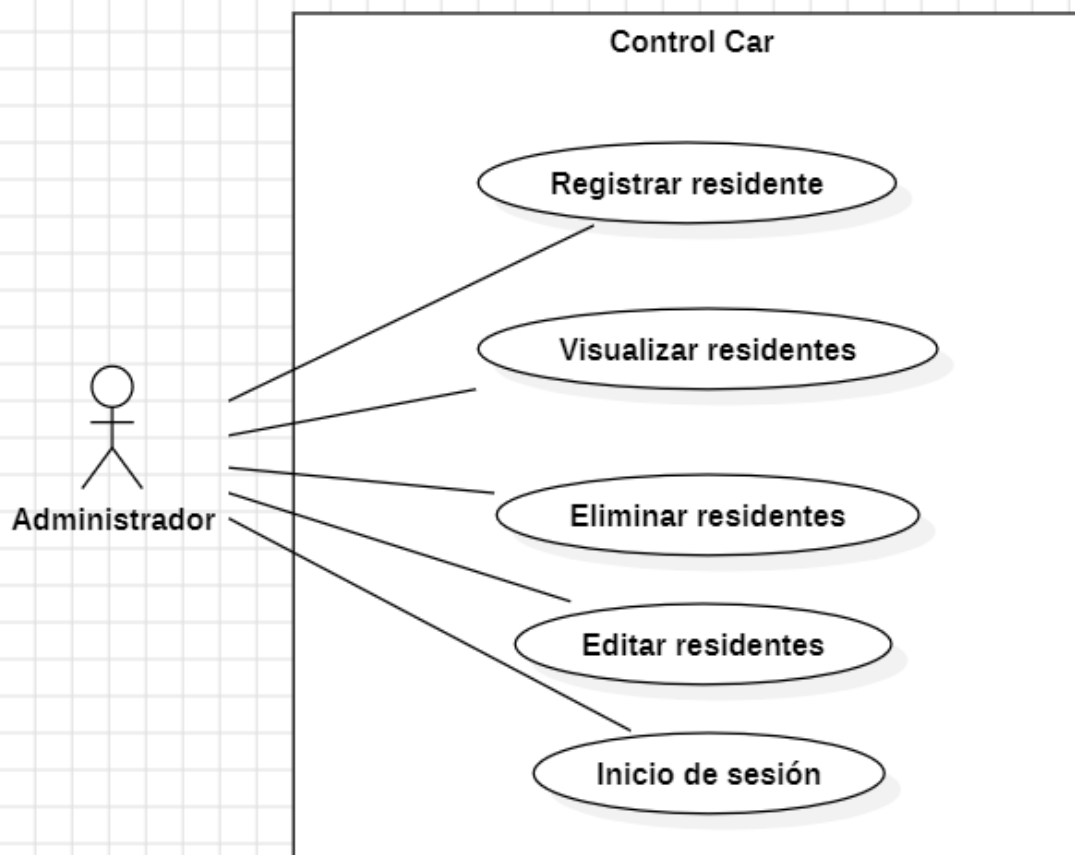 Control Car
Registrar residente
Visualizar residentes
Eliminar residentes
Administrador
Editar residentes
Inicio de sesión